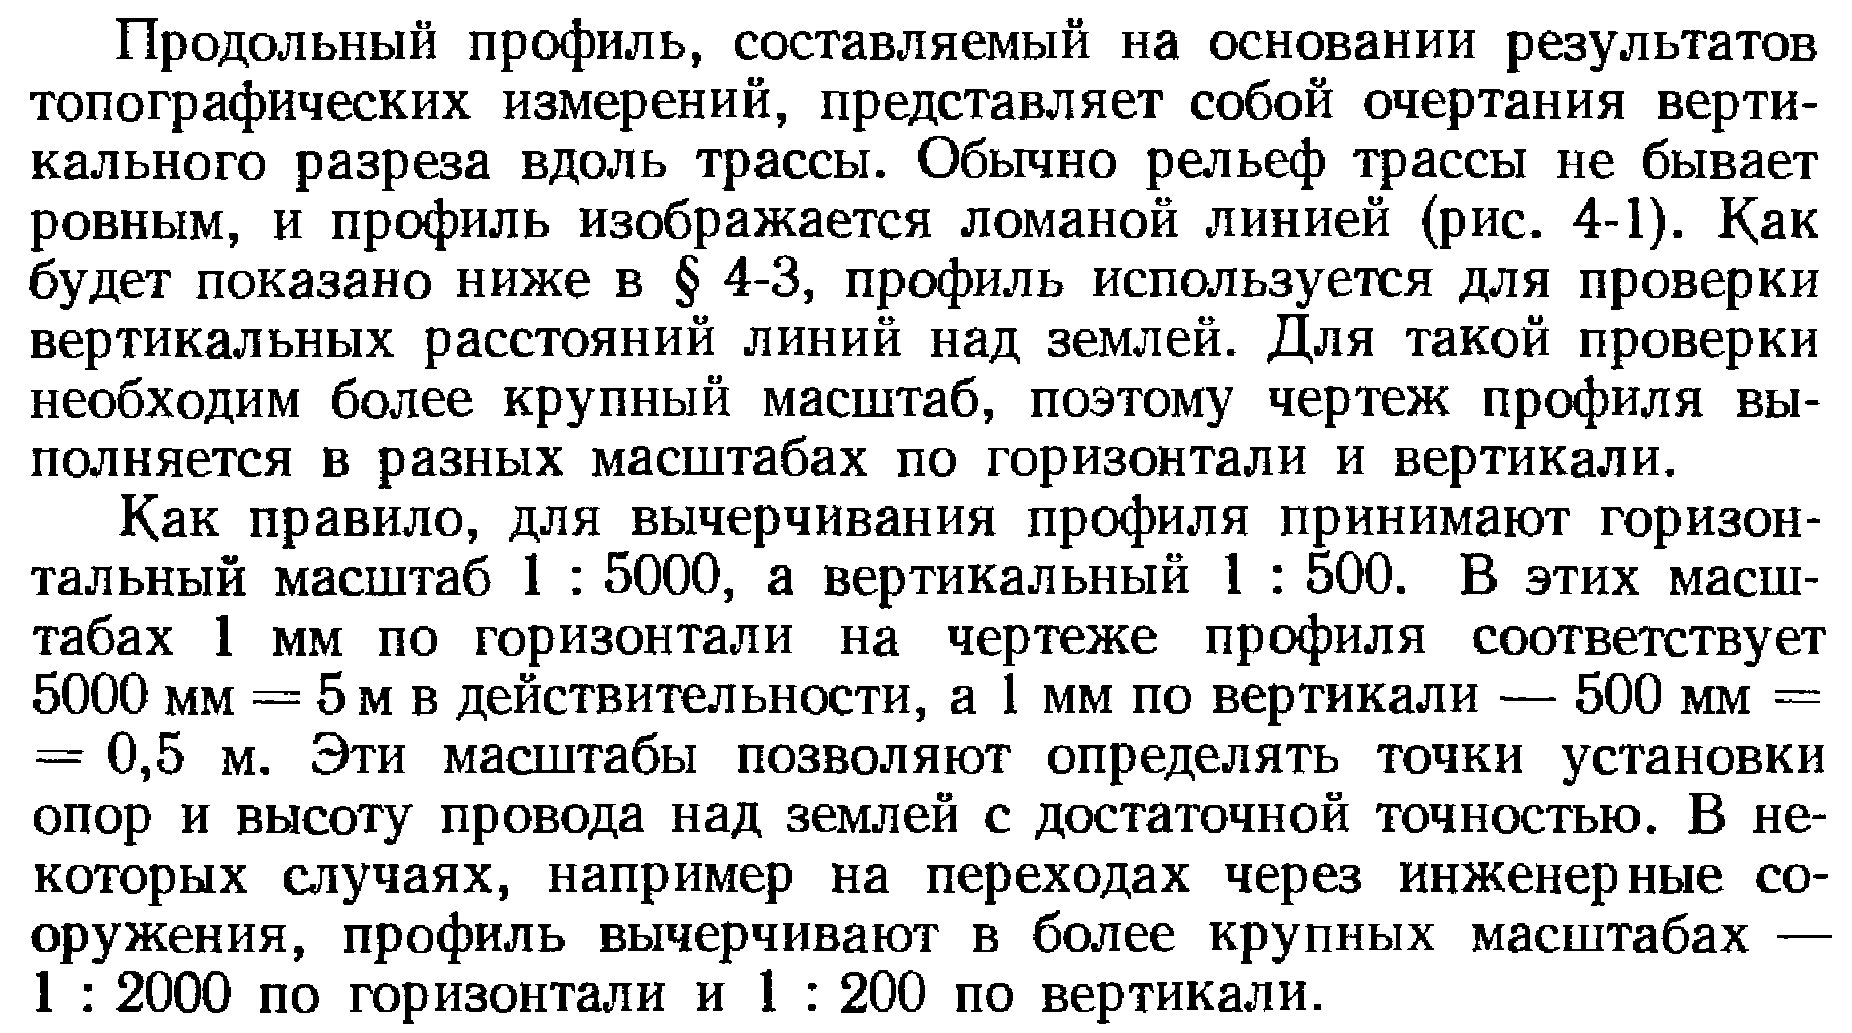 Продольный профиль, составляемый на основании результатов
топографических измерений, представляет собой очертания верти-
кального разреза вдоль трассы. Обычно рельеф трассы не бывает
ровным, и профиль изображается ломаной линией (рис. 4-1). Как
будет показано ниже в § 4-3, профиль используется для проверки
вертикальных расстояний линий над землей. Для такой проверки
необходим более крупный масштаб, поэтому чертеж профиля вы-
полняется в разных масштабах по горизонтали и вертикали.
Как правило, для вычерчивания профиля принимают горизон-
тальный масштаб 1 : 5000, а вертикальный 1 : 500. В этих масш-
табах 1 мм по горизонтали на чертеже профиля соответствует
5000 мм = 5 м в действительности, а 1 мм по вертикали — 500 мм =
= 0,5 м. Эти масштабы позволяют определять точки установки
опор и высоту провода над землей с достаточной точностью. В не-
которых случаях, например на переходах через инженерные со-
оружения, профиль вычерчивают в более крупных масштабах —
1 : 2000 по горизонтали и 1 : 200 по вертикали.